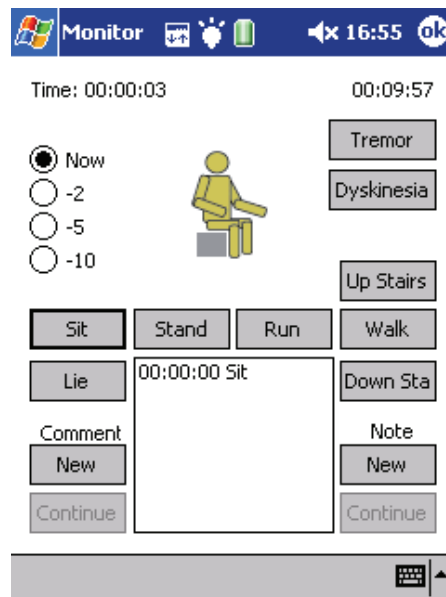 Monitor 16:55 ok
Time: 00:00:03 00:09:57
Tremor
Now
-2 Dyskinesia
-5
-10
Up Stairs
Sit Stand Run Walk
Lie 00:00:00 Sit Down Sta
Comment Note
New New
Continue Continue